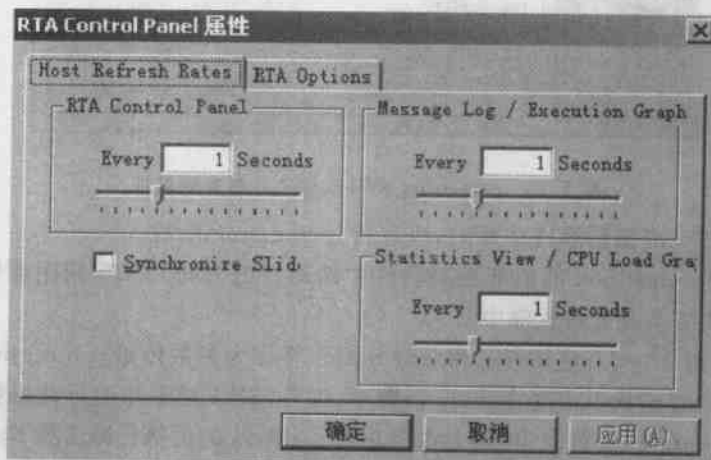 RTA Control Panel 属性
Host Refresh Rates
RTA Options
RTA Control Panel
Every 1 Seconds
Synchronize Slid
Message Log / Execution Graph
Every 1 Seconds
Statistics View / CPU Load Gra
Every 1 Seconds
确定
取消
应用(A)